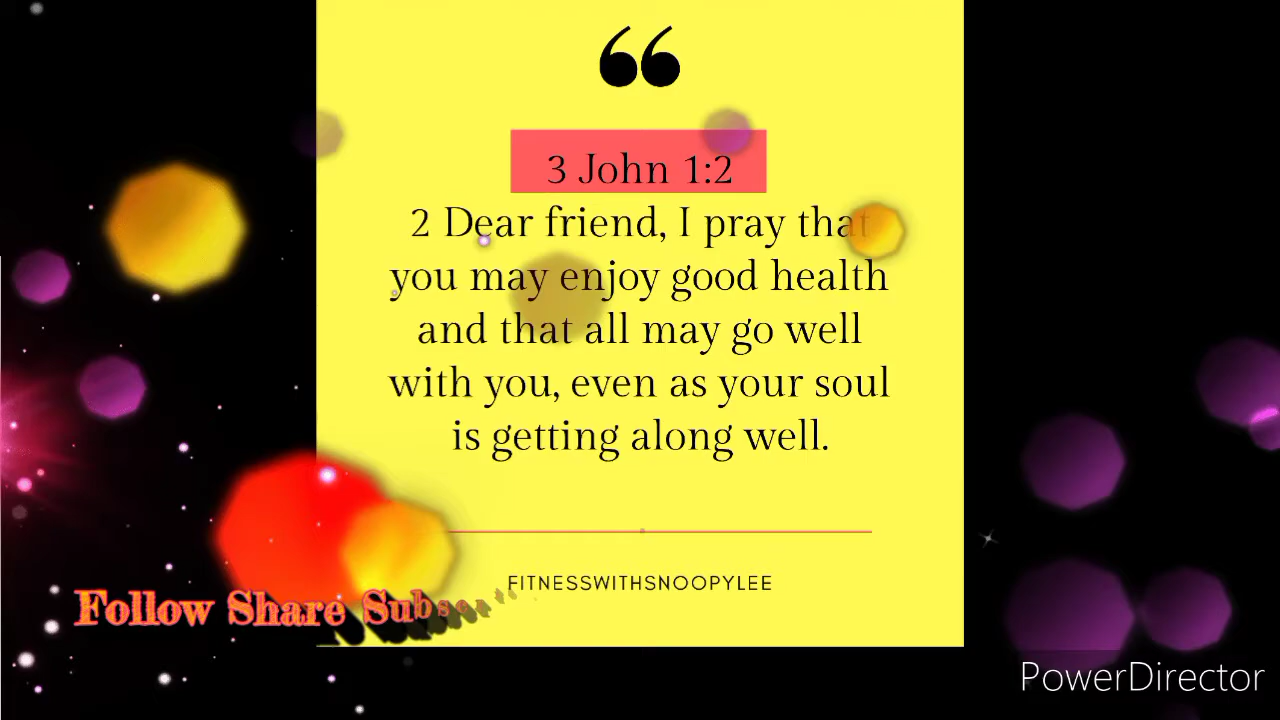 “
3 John 1:2
2 Dear friend, I pray that
you may enjoy good health
and that all may go well
with you, even as your soul
is getting along well.
FITNESSWITHSNOOPYLEE
Follow Share
PowerDirector